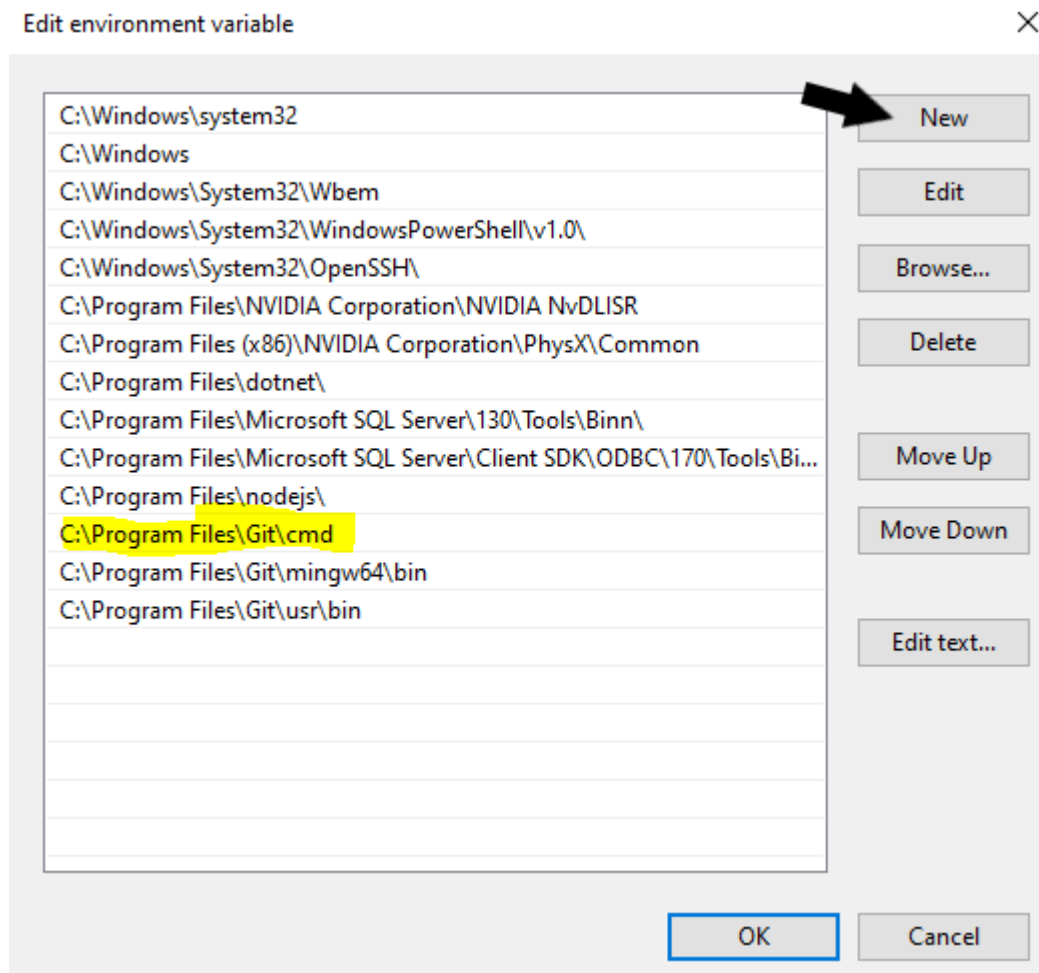 Edit environment variable
C:\Windows\system32
C:\Windows
C:\Windows\System32\Wbem
C:\Windows\System32\WindowsPowerShell\v1.0\
C:\Windows\System32\OpenSSH\
C:\Program Files\NVIDIA Corporation\NVIDIA NvDLISR
C:\Program Files (x86)\NVIDIA Corporation\PhysX\Common
C:\Program Files\dotnet\
C:\Program Files\Microsoft SQL Server\130\Tools\Binn\
C:\Program Files\Microsoft SQL Server\Client SDK\ODBC\170\Tools\Bi...
C:\Program Files\nodejs\
C:\Program Files\Git\cmd
C:\Program Files\Git\mingw64\bin
C:\Program Files\Git\usr\bin
New
Edit
Browse...
Delete
Move Up
Move Down
Edit text...
OK
Cancel